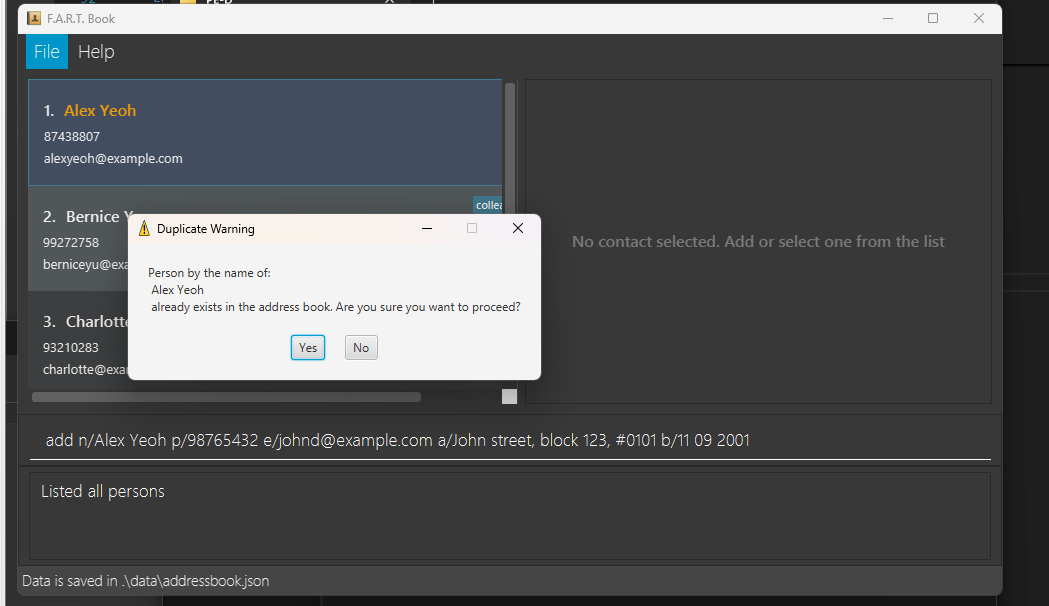 F.A.R.T. Book
File Help
1. Alex Yeoh
87438807
alexyeoh@example.com
2. Bernice Y
99272758
berniceyu@exa
3. Charlotte
93210283
charlotte@exa
No contact selected. Add or select one from the list
Duplicate Warning
Person by the name of:
Alex Yeoh
already exists in the address book. Are you sure you want to proceed?
Yes No
add n/Alex Yeoh p/98765432 e/johnd@example.com a/John street, block 123, #0101 b/11 09 2001
Listed all persons
Data is saved in .\data\addressbook.json